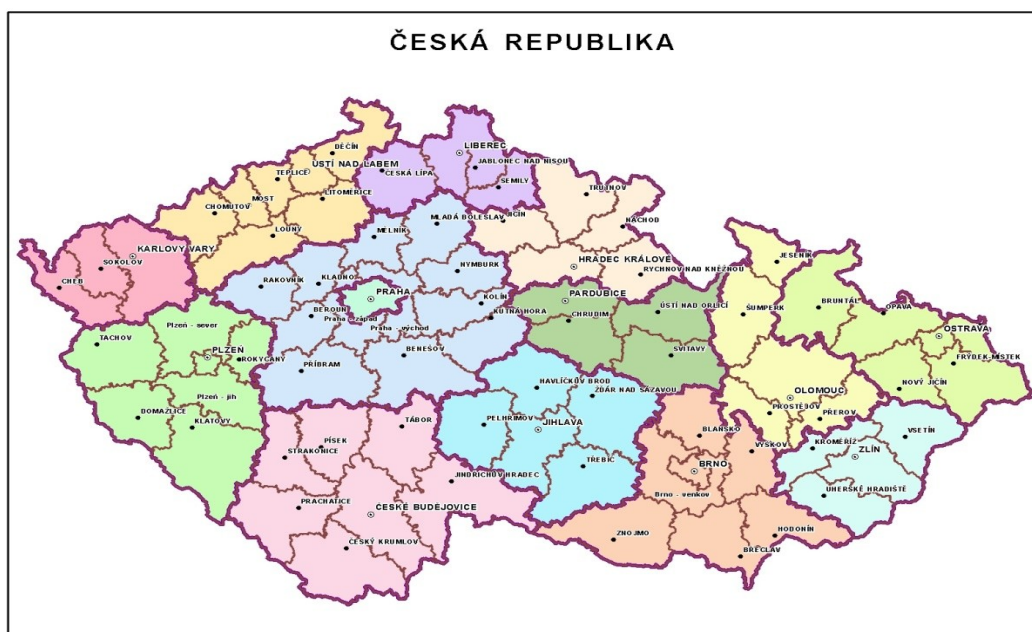 ČESKÁ REPUBLIKA
DĚČÍN
ÚSTÍ NAD LABEM
TEPLICE
LIBEREC
JABLONEC NAD NISOU
ČESKÁ LÍPA
SEMILY
MOST
LITOMĚŘICE
CHOMUTOV
TRUTNOV
LOUNY
MLADÁ BOLESLAV
JIČÍN
NÁCHOD
MĚLNÍK
KARLOVY VARY
SOKOLOV
CHEB
HRADEC KRÁLOVÉ
RYCHNOV NAD KNĚŽNOU
JESENÍK
RAKOVNÍK
KLADNO
NYMBURK
PRAHA
KOLÍN
PARDUBICE
ÚSTÍ NAD ORLICÍ
ŠUMPERK
BRUNTÁL
OPAVA
BEROUN
Praha - západ
KUTNÁ HORA
CHRUDIM
Plzeň - sever
Praha - východ
TACHOV
OSTRAVA
PLZEŇ
ROKYCANY
BENEŠOV
SVITAVY
FRÝDEK-MÍSTEK
PŘÍBRAM
HAVLÍČKŮV BROD
ŽĎÁR NAD SÁZAVOU
OLOMOUC
NOVÝ JIČÍN
Plzeň - jih
DOMAŽLICE
KLATOVY
TÁBOR
PELHŘIMOV
JIHLAVA
PROSTĚJOV
PŘEROV
BLANSKO
VYŠKOV
KROMĚŘÍŽ
VSETÍN
PÍSEK
STRAKONICE
ZLÍN
TŘEBÍČ
BRNO
JINDŘICHŮV HRADEC
Brno - venkov
UHERSKÉ HRADIŠTĚ
PRACHATICE
ČESKÉ BUDĚJOVICE
ZNOJMO
HODONÍN
ČESKÝ KRUMLOV
BŘECLAV